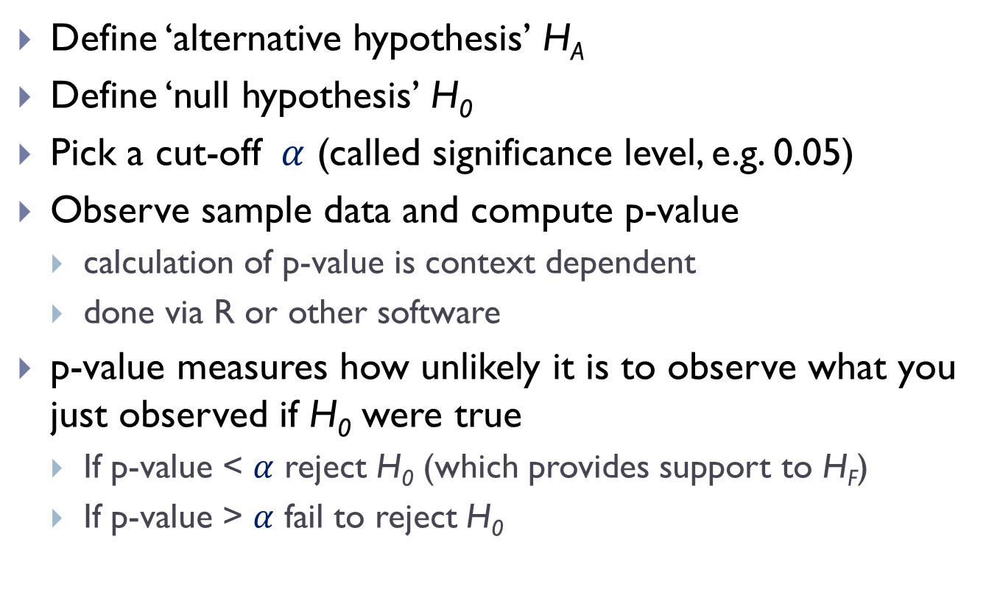 Define ‘alternative hypothesis’ H_A
Define ‘null hypothesis’ H_0
Pick a cut-off α (called significance level, e.g. 0.05)
Observe sample data and compute p-value
calculation of p-value is context dependent
done via R or other software
p-value measures how unlikely it is to observe what you
just observed if H_0 were true
If p-value < α reject H_0 (which provides support to H_F)
If p-value > α fail to reject H_0